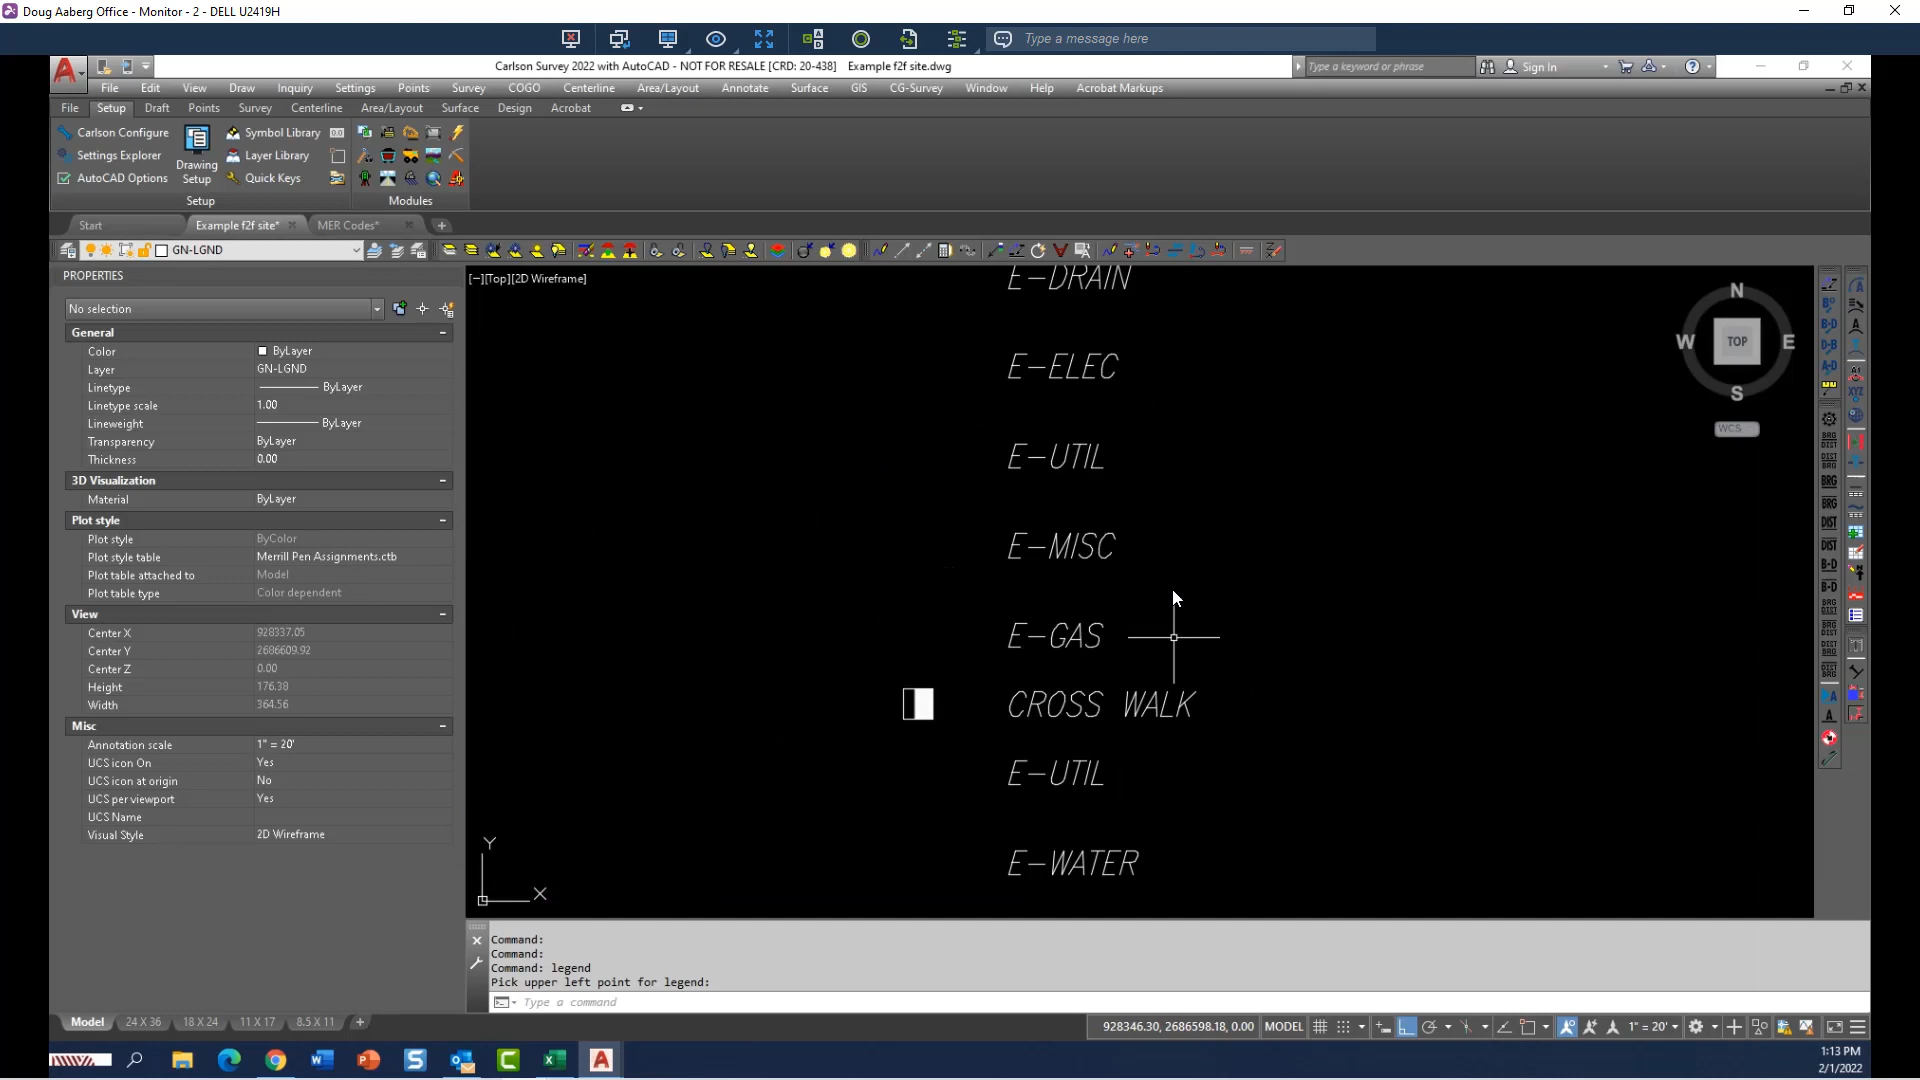 Doug Aaberg Office - Monitor - 2 - DELL U2419H
Type a message here
Carlson Survey 2022 with AutoCAD - NOT FOR RESALE [CRD: 20-438] Example f2f site.dwg
Type a keyword or phrase
Sign In
File Edit View Draw Inquiry Settings Points Survey COGO Centerline Area/Layout Annotate Surface GIS CG-Survey Window Help Acrobat Markups
File Setup Draft Points Survey Centerline Area/Layout Surface Design Acrobat
Carlson Configure
Settings Explorer
AutoCAD Options
Drawing
Setup
Symbol Library
Layer Library
Quick Keys
Setup
Modules
Start Example f2f site* MER Codes*
GN-LGND
PROPERTIES
No selection
General
Color ByLayer
Layer GN-LGND
Linetype ByLayer
Linetype scale 1.00
Lineweight ByLayer
Transparency ByLayer
Thickness 0.00
3D Visualization
Material ByLayer
Plot style
Plot style ByColor
Plot style table Merrill Pen Assignments.ctb
Plot table attached to Model
Plot table type Color dependent
View
Center X 928337.05
Center Y 2686609.92
Center Z 0.00
Height 176.38
Width 364.56
Misc
Annotation scale 1" = 20'
UCS icon On Yes
UCS icon at origin No
UCS per viewport Yes
UCS Name
Visual Style 2D Wireframe
[−][Top][2D Wireframe]
E-DRAIN
E-ELEC
E-UTIL
E-MISC
E-GAS
CROSS WALK
E-UTIL
E-WATER
N
W TOP E
S
WCS
Y
X
Command:
Command:
Command: legend
Pick upper left point for legend:
Type a command
Model 24 X 36 18 X 24 11 X 17 8.5 X 11
928346.30, 2686598.18, 0.00 MODEL 1" = 20'
1:13 PM
2/1/2022